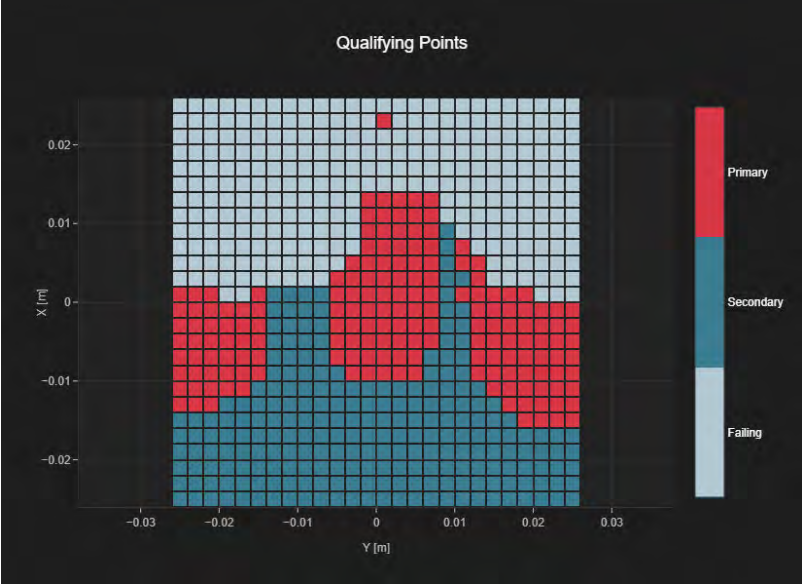 Qualifying Points
0.02
0.01
0
−0.01
−0.02
X [m]
−0.03
−0.02
−0.01
0
0.01
0.02
0.03
Y [m]
Primary
Secondary
Failing